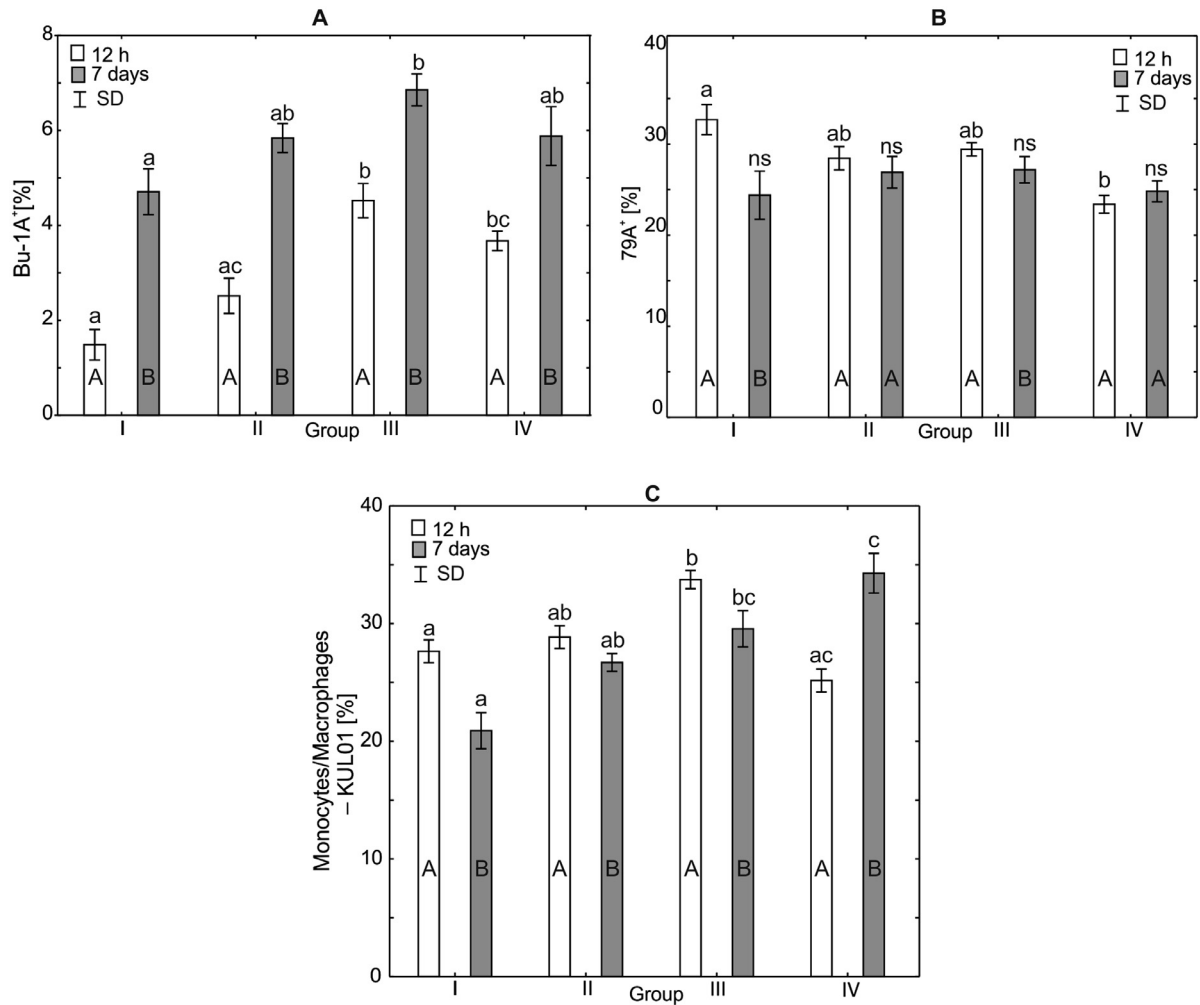 A
8
6
4
2
0
Bu-1A⁺[%]
12 h
7 days
SD
a
a
ac
ab
b
b
bc
ab
A
B
A
B
A
B
A
B
I
II
Group
III
IV
B
40
30
20
10
0
79A⁺ [%]
12 h
7 days
SD
a
ns
ab
ns
ab
ns
b
ns
A
B
A
A
A
B
A
A
I
II
Group
III
IV
C
40
30
20
10
0
Monocytes/Macrophages
– KUL01 [%]
12 h
7 days
SD
a
a
ab
ab
b
bc
ac
c
A
B
A
B
A
B
A
B
I
II
Group
III
IV